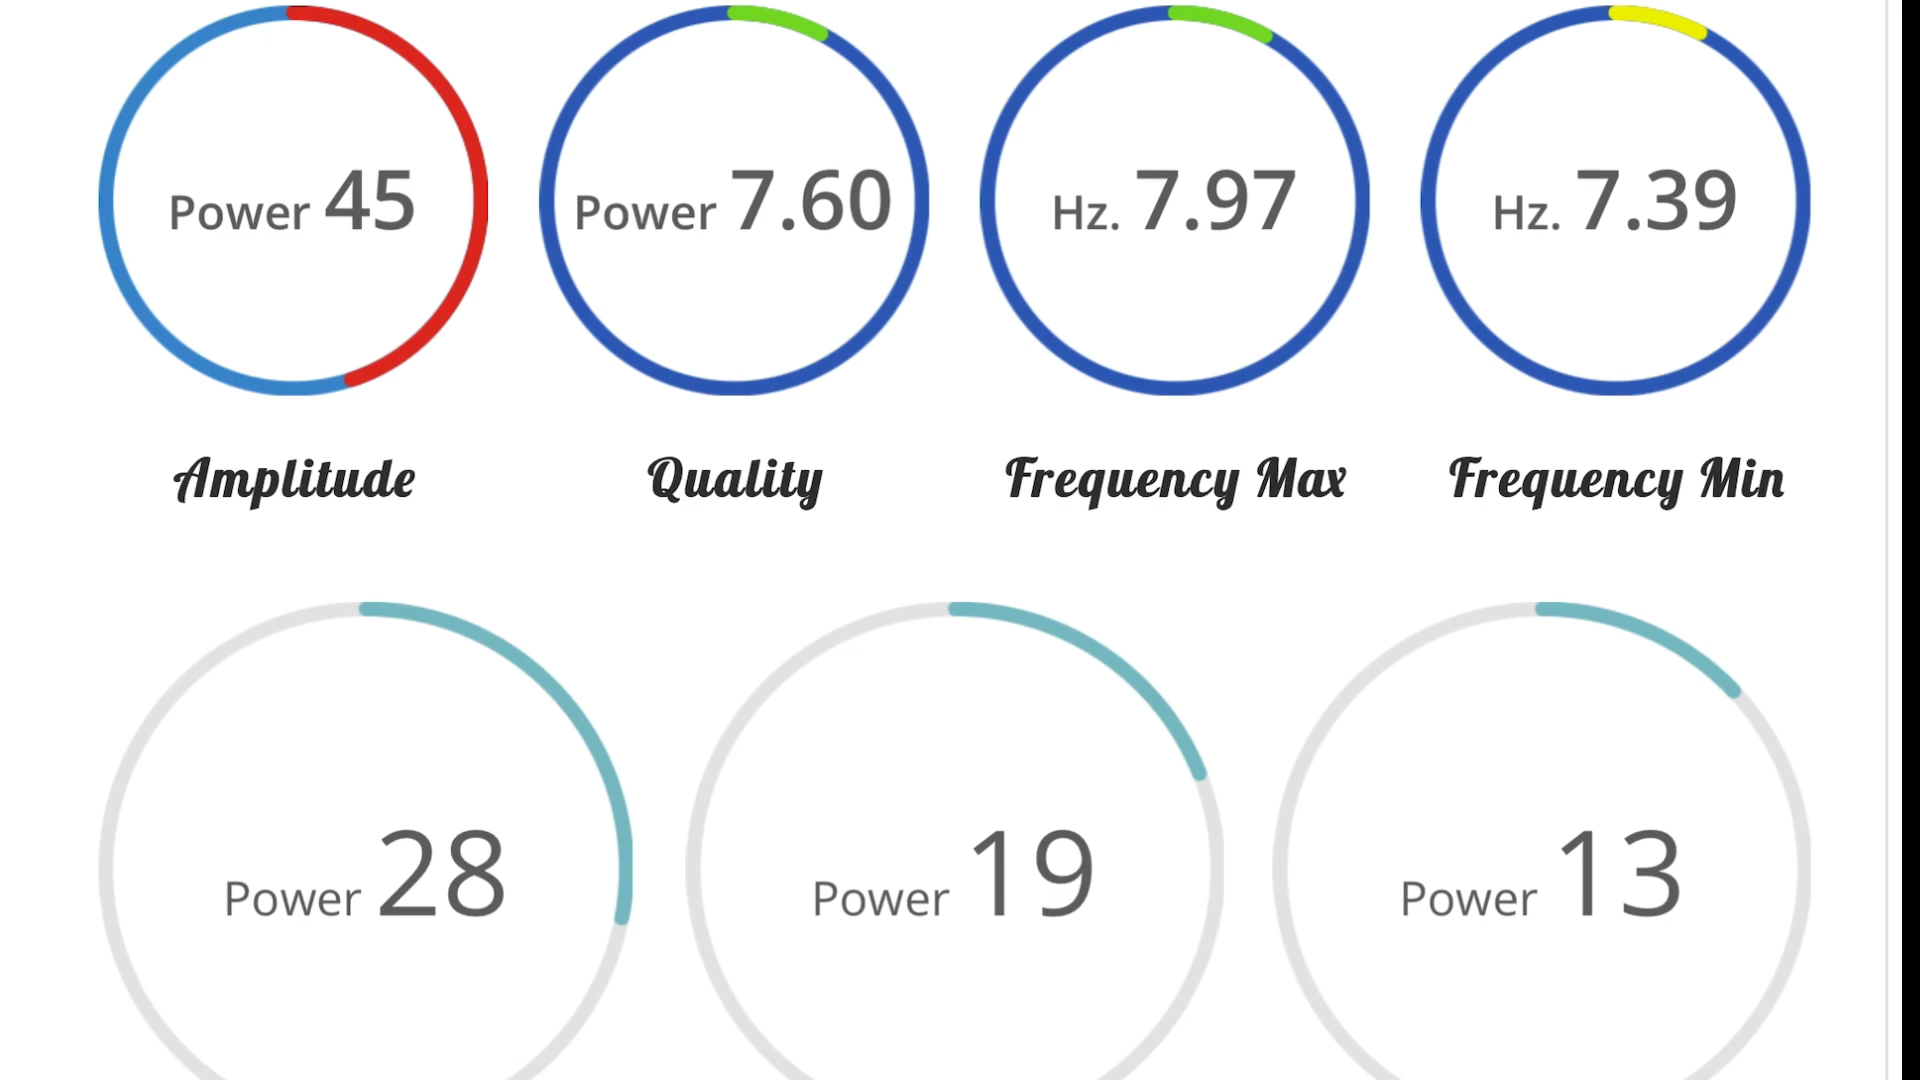 Power 45
Power 7.60
Hz. 7.97
Hz. 7.39
Amplitude
Quality
Frequency Max
Frequency Min
Power 28
Power 19
Power 13